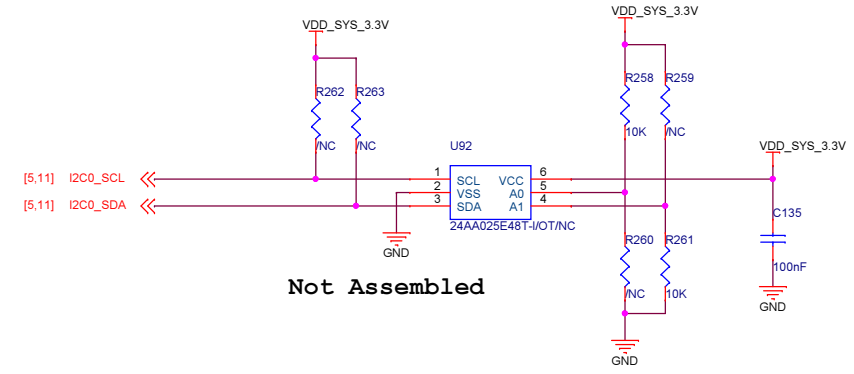 VDD_SYS_3.3V
VDD_SYS_3.3V
R262 R263
/NC /NC
R258 R259
10K /NC
VDD_SYS_3.3V
U92
[5,11] I2C0_SCL
[5,11] I2C0_SDA
1 SCL VCC 6
2 VSS A0 5
3 SDA A1 4
24AA025E48T-I/OT/NC
GND
C135
100nF
GND
R260 R261
/NC 10K
GND
Not Assembled